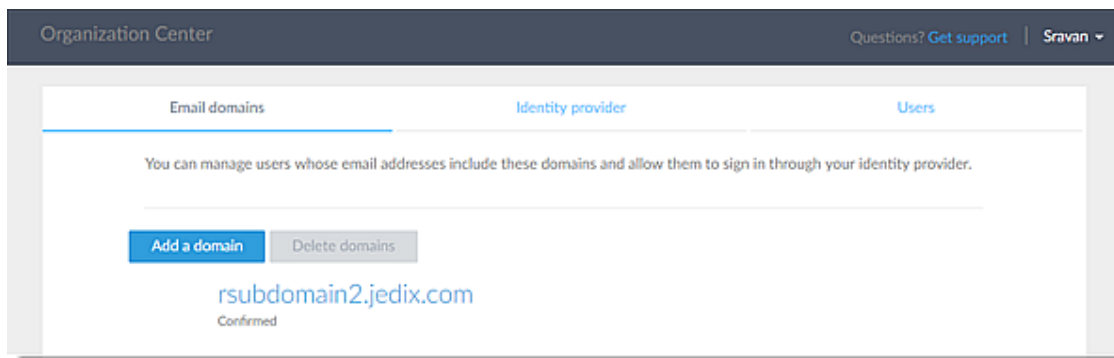 Organization Center
Questions? Get support | Sravan
Email domains
Identity provider
Users
You can manage users whose email addresses include these domains and allow them to sign in through your identity provider.
Add a domain
Delete domains
rsubdomain2.jedix.com
Confirmed